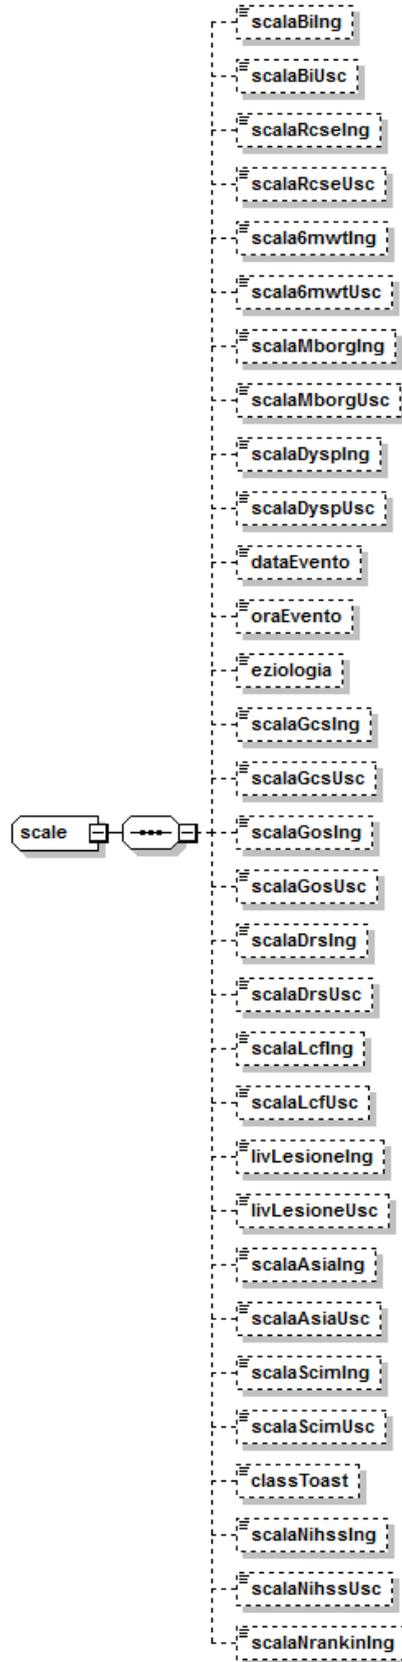 scalaBiIng
scalaBiUsc
scalaRcseIng
scalaRcseUsc
scala6mwtIng
scala6mwtUsc
scalaMborgIng
scalaMborgUsc
scalaDyspIng
scalaDyspUsc
dataEvento
oraEvento
eziologia
scalaGcsIng
scalaGcsUsc
scale
scalaGosIng
scalaGosUsc
scalaDrsIng
scalaDrsUsc
scalaLcfIng
scalaLcfUsc
livLesioneIng
livLesioneUsc
scalaAsiaIng
scalaAsiaUsc
scalaScimIng
scalaScimUsc
classToast
scalaNihssIng
scalaNihssUsc
scalaNrankinIng